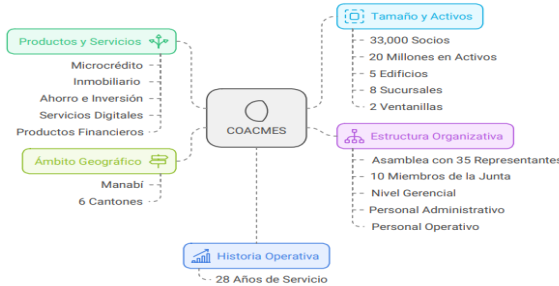 Productos y Servicios
Microcrédito
Inmobiliario
Ahorro e Inversión
Servicios Digitales
Productos Financieros
Ámbito Geográfico
Manabí
6 Cantones
COACMES
Tamaño y Activos
33,000 Socios
20 Millones en Activos
5 Edificios
8 Sucursales
2 Ventanillas
Estructura Organizativa
Asamblea con 35 Representantes
10 Miembros de la Junta
Nivel Gerencial
Personal Administrativo
Personal Operativo
Historia Operativa
28 Años de Servicio